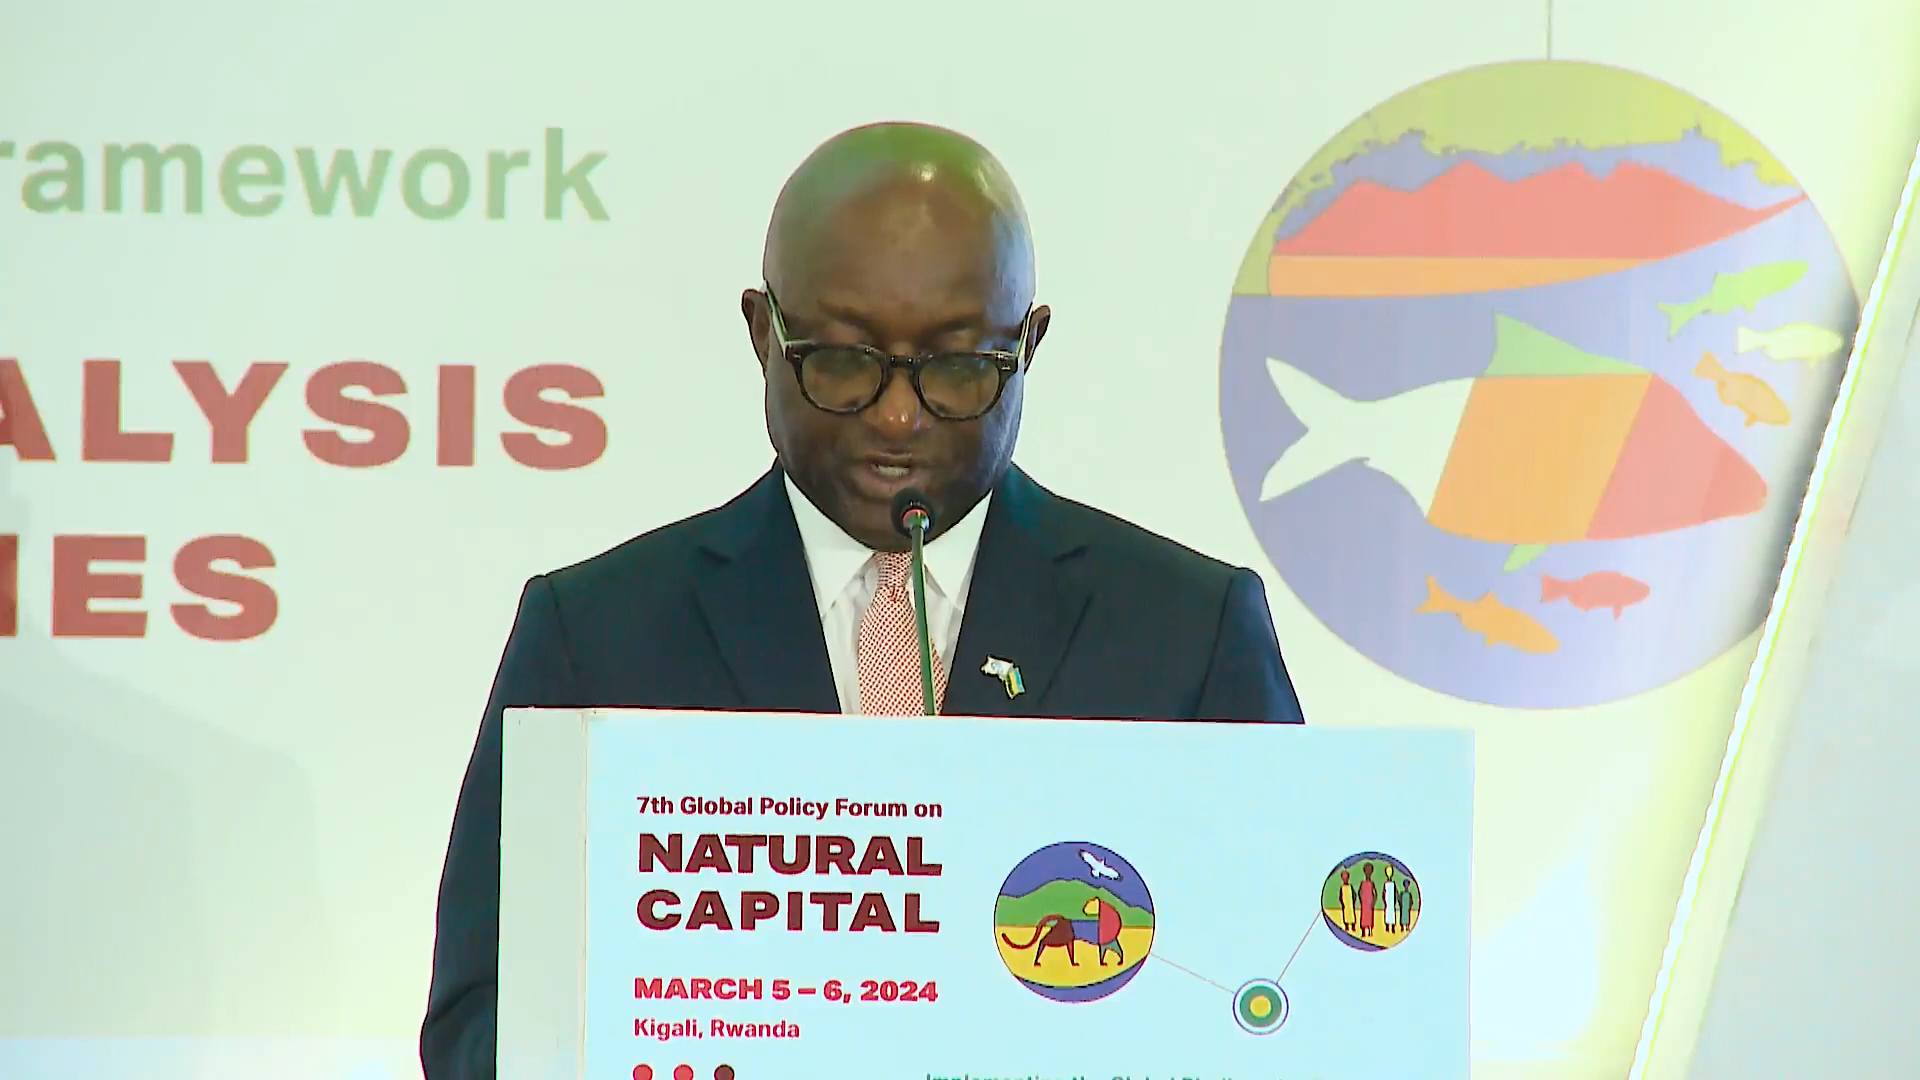 ramework
ALYSIS
IES
7th Global Policy Forum on
NATURAL
CAPITAL
MARCH 5 – 6, 2024
Kigali, Rwanda